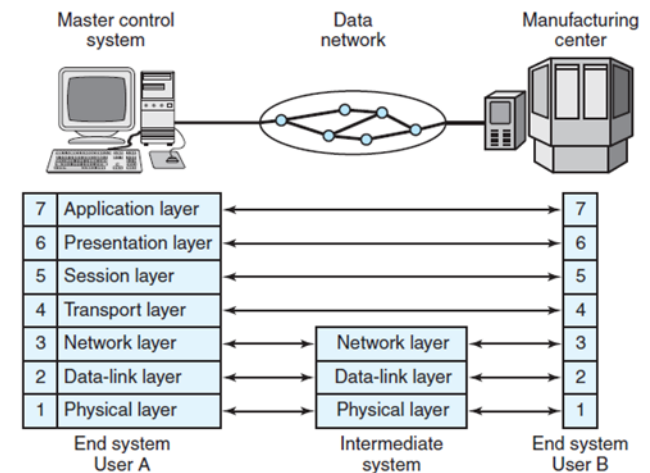 Master control
system
Data
network
Manufacturing
center
7 Application layer 7
6 Presentation layer 6
5 Session layer 5
4 Transport layer 4
3 Network layer Network layer 3
2 Data-link layer Data-link layer 2
1 Physical layer Physical layer 1
End system
User A
Intermediate
system
End system
User B